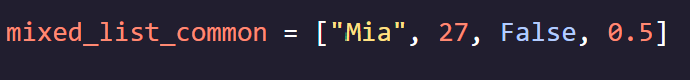 mixed_list_common = ["Mia", 27, False, 0.5]